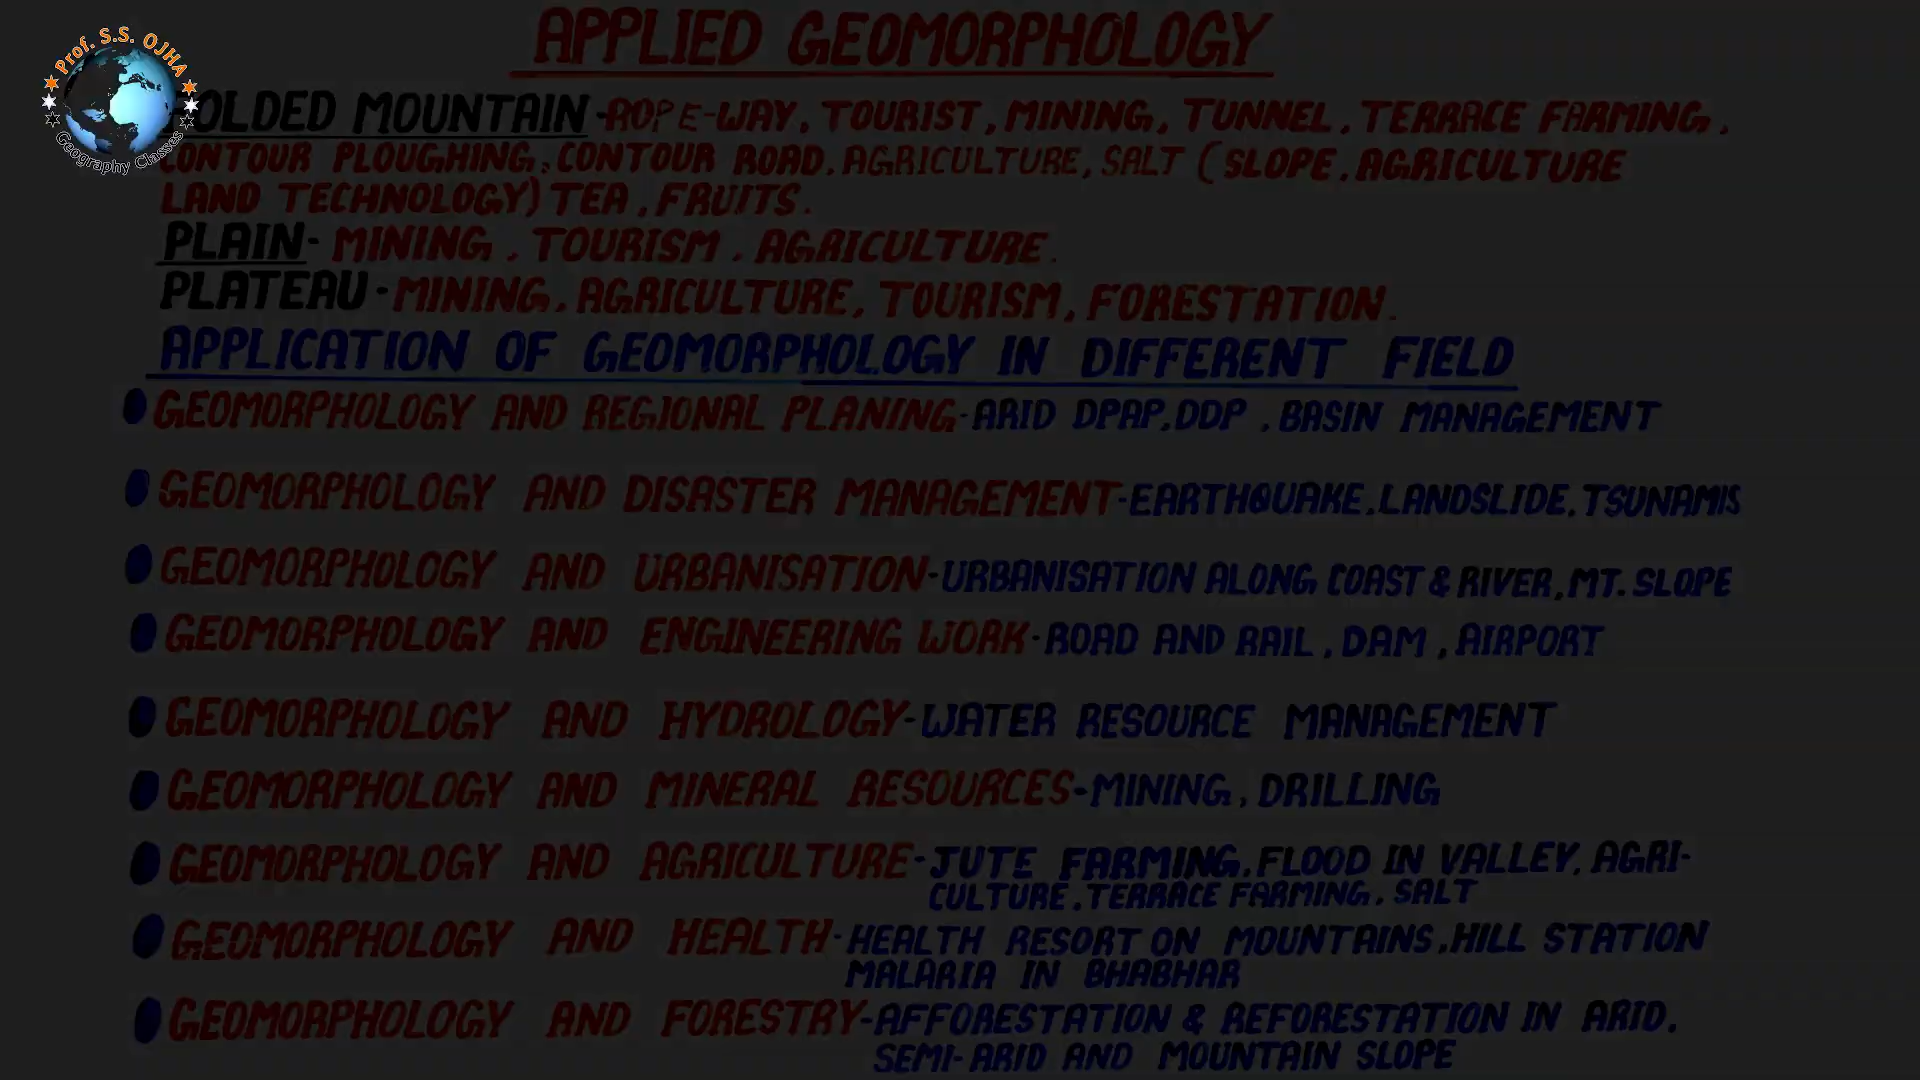 APPLIED GEOMORPHOLOGY
Prof. S.S. OJHA
Geography Classes
FOLDED MOUNTAIN-ROPE-WAY, TOURIST, MINING, TUNNEL, TERRACE FARMING,
CONTOUR PLOUGHING, CONTOUR ROAD, AGRICULTURE, SALT (SLOPE, AGRICULTURE
LAND TECHNOLOGY) TEA, FRUITS.
PLAIN- MINING, TOURISM, AGRICULTURE.
PLATEAU-MINING, AGRICULTURE, TOURISM, FORESTATION.
APPLICATION OF GEOMORPHOLOGY IN DIFFERENT FIELD
GEOMORPHOLOGY AND REGIONAL PLANING-ARID DPAP, DDP, BASIN MANAGEMENT
GEOMORPHOLOGY AND DISASTER MANAGEMENT-EARTHQUAKE, LANDSLIDE, TSUNAMIS
GEOMORPHOLOGY AND URBANISATION-URBANISATION ALONG COAST & RIVER, MT. SLOPE
GEOMORPHOLOGY AND ENGINEERING WORK-ROAD AND RAIL, DAM, AIRPORT
GEOMORPHOLOGY AND HYDROLOGY-WATER RESOURCE MANAGEMENT
GEOMORPHOLOGY AND MINERAL RESOURCES-MINING, DRILLING
GEOMORPHOLOGY AND AGRICULTURE-JUTE FARMING, FLOOD IN VALLEY, AGRI-
CULTURE, TERRACE FARMING, SALT
GEOMORPHOLOGY AND HEALTH-HEALTH RESORT ON MOUNTAINS, HILL STATION
MALARIA IN BHABHAR
GEOMORPHOLOGY AND FORESTRY-AFFORESTATION & REFORESTATION IN ARID,
SEMI-ARID AND MOUNTAIN SLOPE